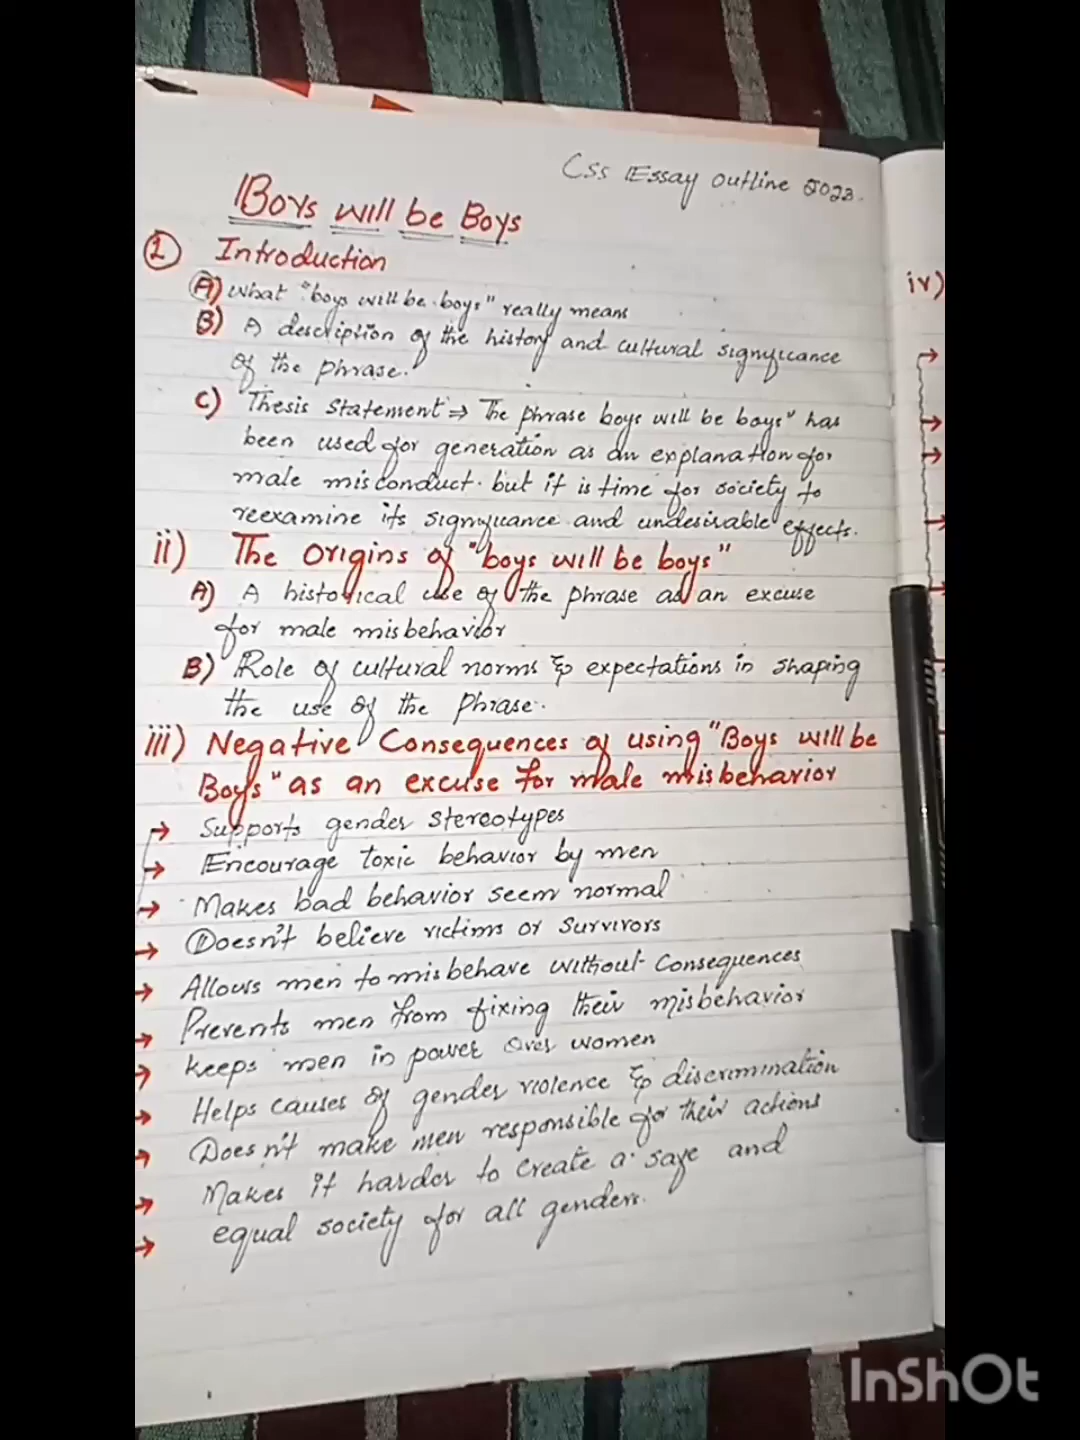 Css Essay outline 2023.
Boys will be Boys
1 Introduction
A) What "boys will be boys" really means
B) A description of the history and cultural significance
of the phrase.
C) Thesis statement ⇒ The phrase boys will be boys" has
been used for generation as an explanation for
male misconduct. but it is time for society to
reexamine its significance and undesirable effects.
ii) The Origins of "boys will be boys"
A) A historical use of the phrase as an excuse
for male misbehavior
B) Role of cultural norms & expectations in shaping
the use of the phrase.
iii) Negative Consequences of using "Boys will be
Boys" as an excuse for male misbehavior
→ Supports gender stereotypes
→ Encourage toxic behavior by men
→ Makes bad behavior seem normal
→ Doesn't believe victims or survivors
→ Allows men to misbehave without consequences
→ Prevents men from fixing their misbehavior
→ keeps men in power over women
→ Helps causes of gender violence & discrimination
→ Doesn't make men responsible for their actions
→ Makes it harder to create a safe and
→ equal society for all genders.
iv)
InShOt